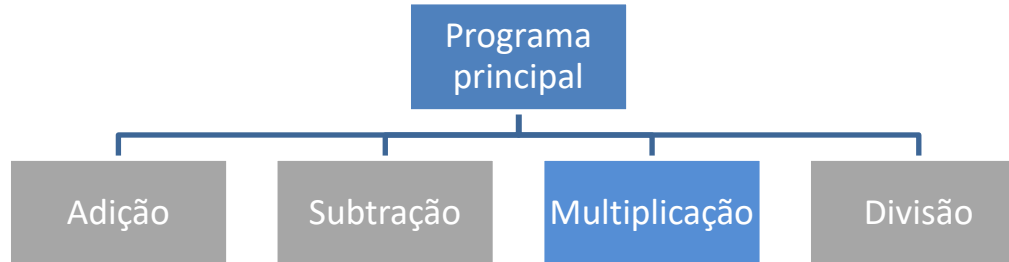 Programa
principal
Adição
Subtração
Multiplicação
Divisão